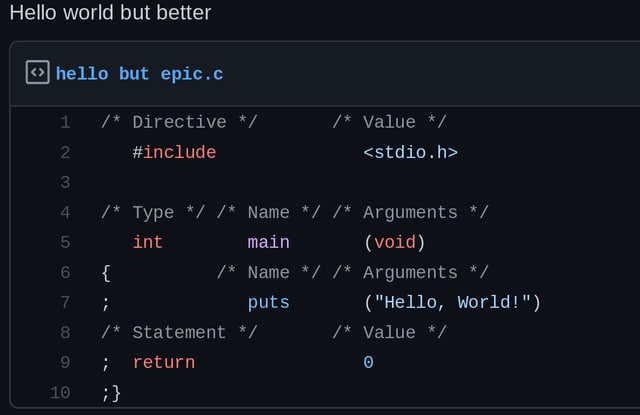 Hello world but better
hello but epic.c
1 /* Directive */ /* Value */
2 #include <stdio.h>
3
4 /* Type */ /* Name */ /* Arguments */
5 int main (void)
6 { /* Name */ /* Arguments */
7 ; puts ("Hello, World!")
8 /* Statement */ /* Value */
9 ; return 0
10 ;}